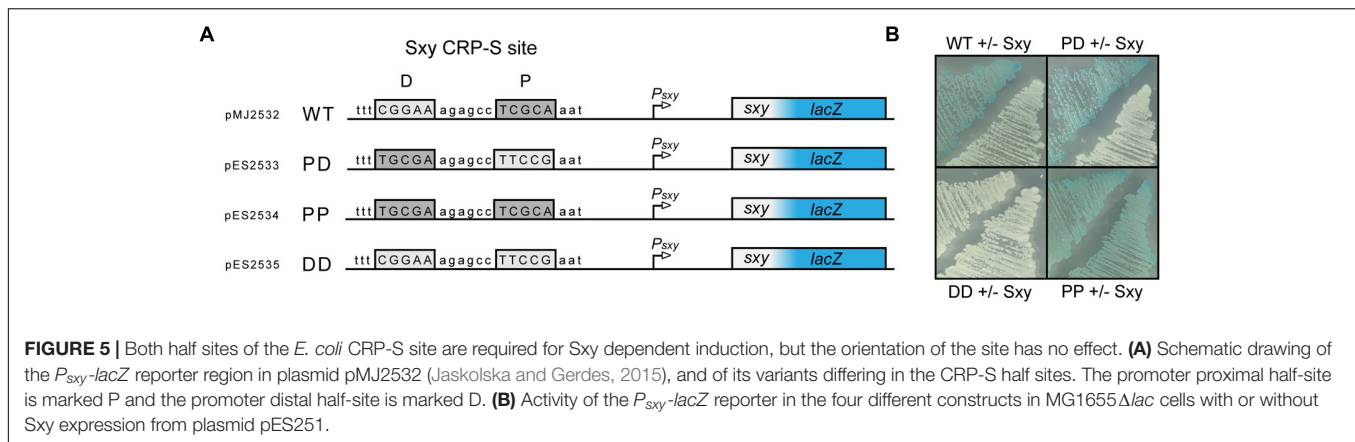 A
Sxy CRP-S site
D P
pMJ2532 WT ttt CGGAA agagcc TCGCA aat Psxy sxy lacZ
pES2533 PD ttt TGCGA agagcc TTCCG aat Psxy sxy lacZ
pES2534 PP ttt TGCGA agagcc TCGCA aat Psxy sxy lacZ
pES2535 DD ttt CGGAA agagcc TTCCG aat Psxy sxy lacZ
B
WT +/- Sxy PD +/- Sxy
DD +/- Sxy PP +/- Sxy
FIGURE 5 | Both half sites of the E. coli CRP-S site are required for Sxy dependent induction, but the orientation of the site has no effect. (A) Schematic drawing of
the Psxy-lacZ reporter region in plasmid pMJ2532 (Jaskolska and Gerdes, 2015), and of its variants differing in the CRP-S half sites. The promoter proximal half-site
is marked P and the promoter distal half-site is marked D. (B) Activity of the Psxy-lacZ reporter in the four different constructs in MG1655Δlac cells with or without
Sxy expression from plasmid pES251.